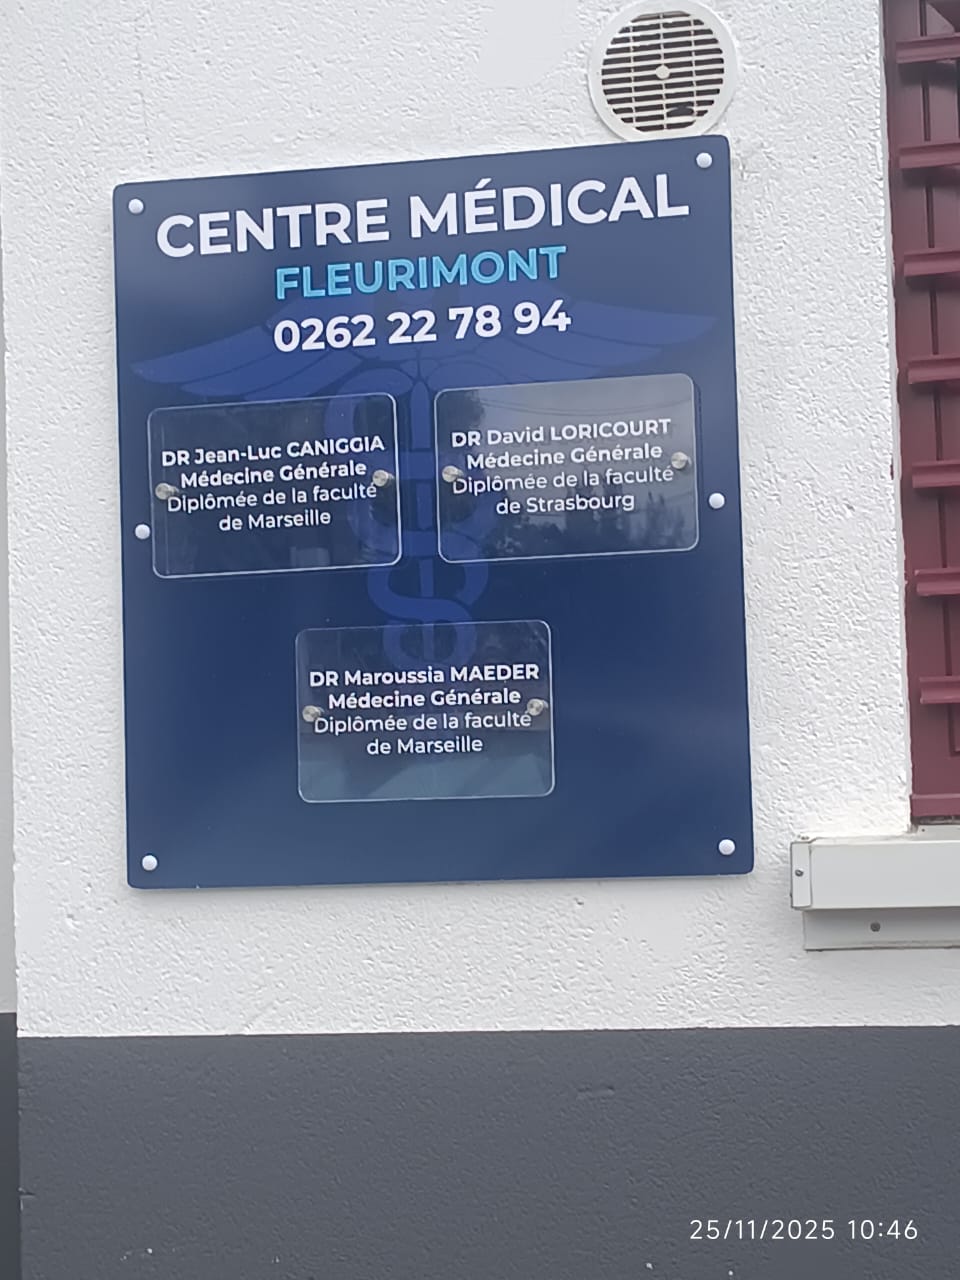 CENTRE MÉDICAL
FLEURIMONT
0262 22 78 94
DR Jean-Luc CANIGGIA
Médecine Générale
Diplômée de la faculté
de Marseille
DR David LORICOURT
Médecine Générale
Diplômée de la faculté
de Strasbourg
DR Maroussia MAEDER
Médecine Générale
Diplômée de la faculté
de Marseille
25/11/2025 10:46